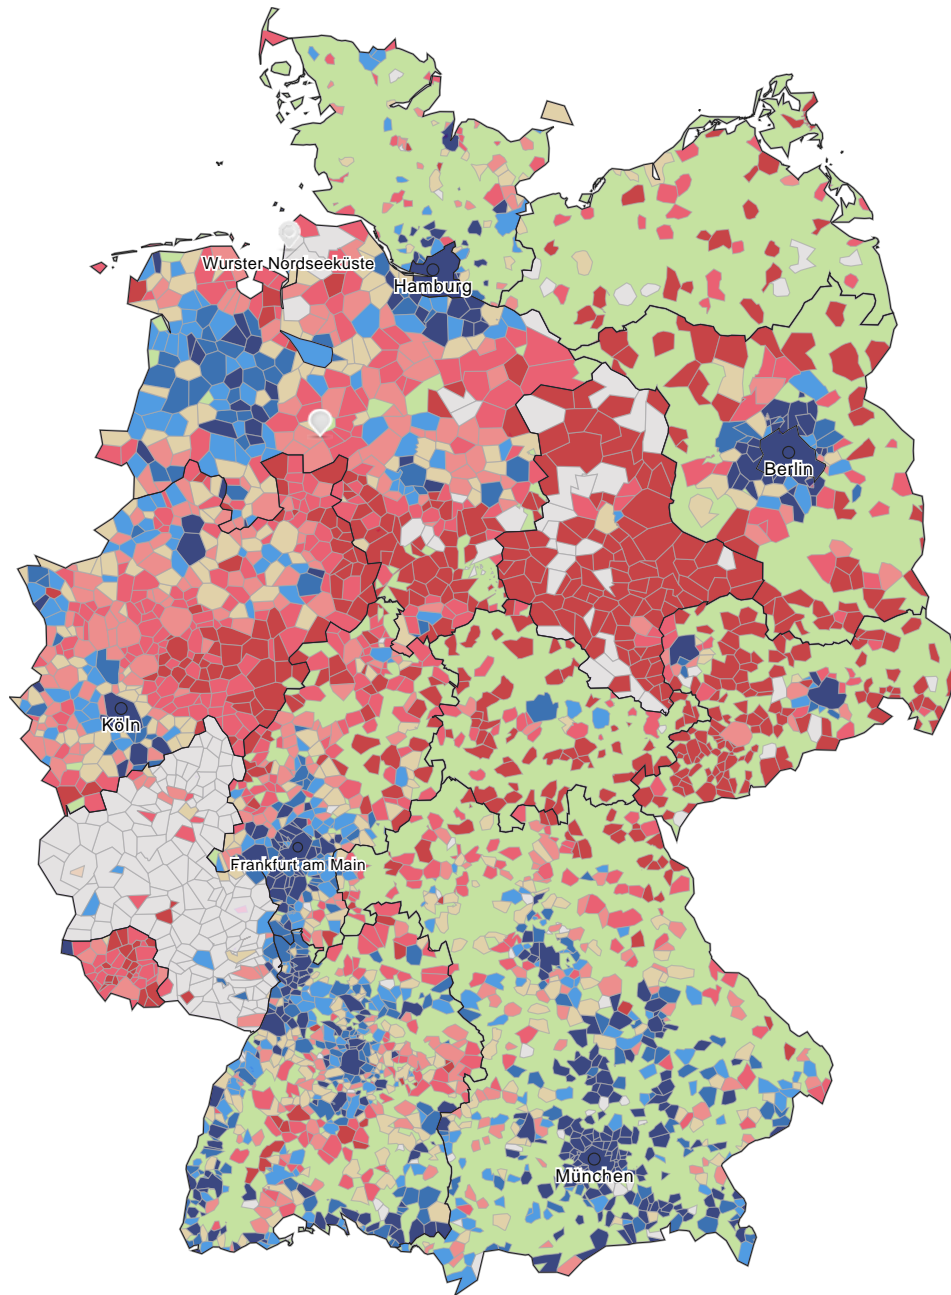 Wurster Nordseeküste
Hamburg
Berlin
Köln
Frankfurt am Main
München